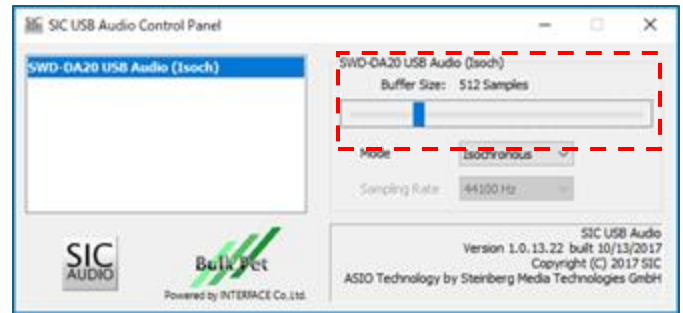 SIC USB Audio Control Panel
SWD-DA20 USB Audio (Isoch)
SWD-DA20 USB Audio (Isoch)
Buffer Size: 512 Samples
Mode Isochronous
Sampling Rate 44100 Hz
SIC
AUDIO
Bulk Pet
Powered by INTERFACE Co.,Ltd.
SIC USB Audio
Version 1.0.13.22 built 10/13/2017
Copyright (C) 2017 SIC
ASIO Technology by Steinberg Media Technologies GmbH